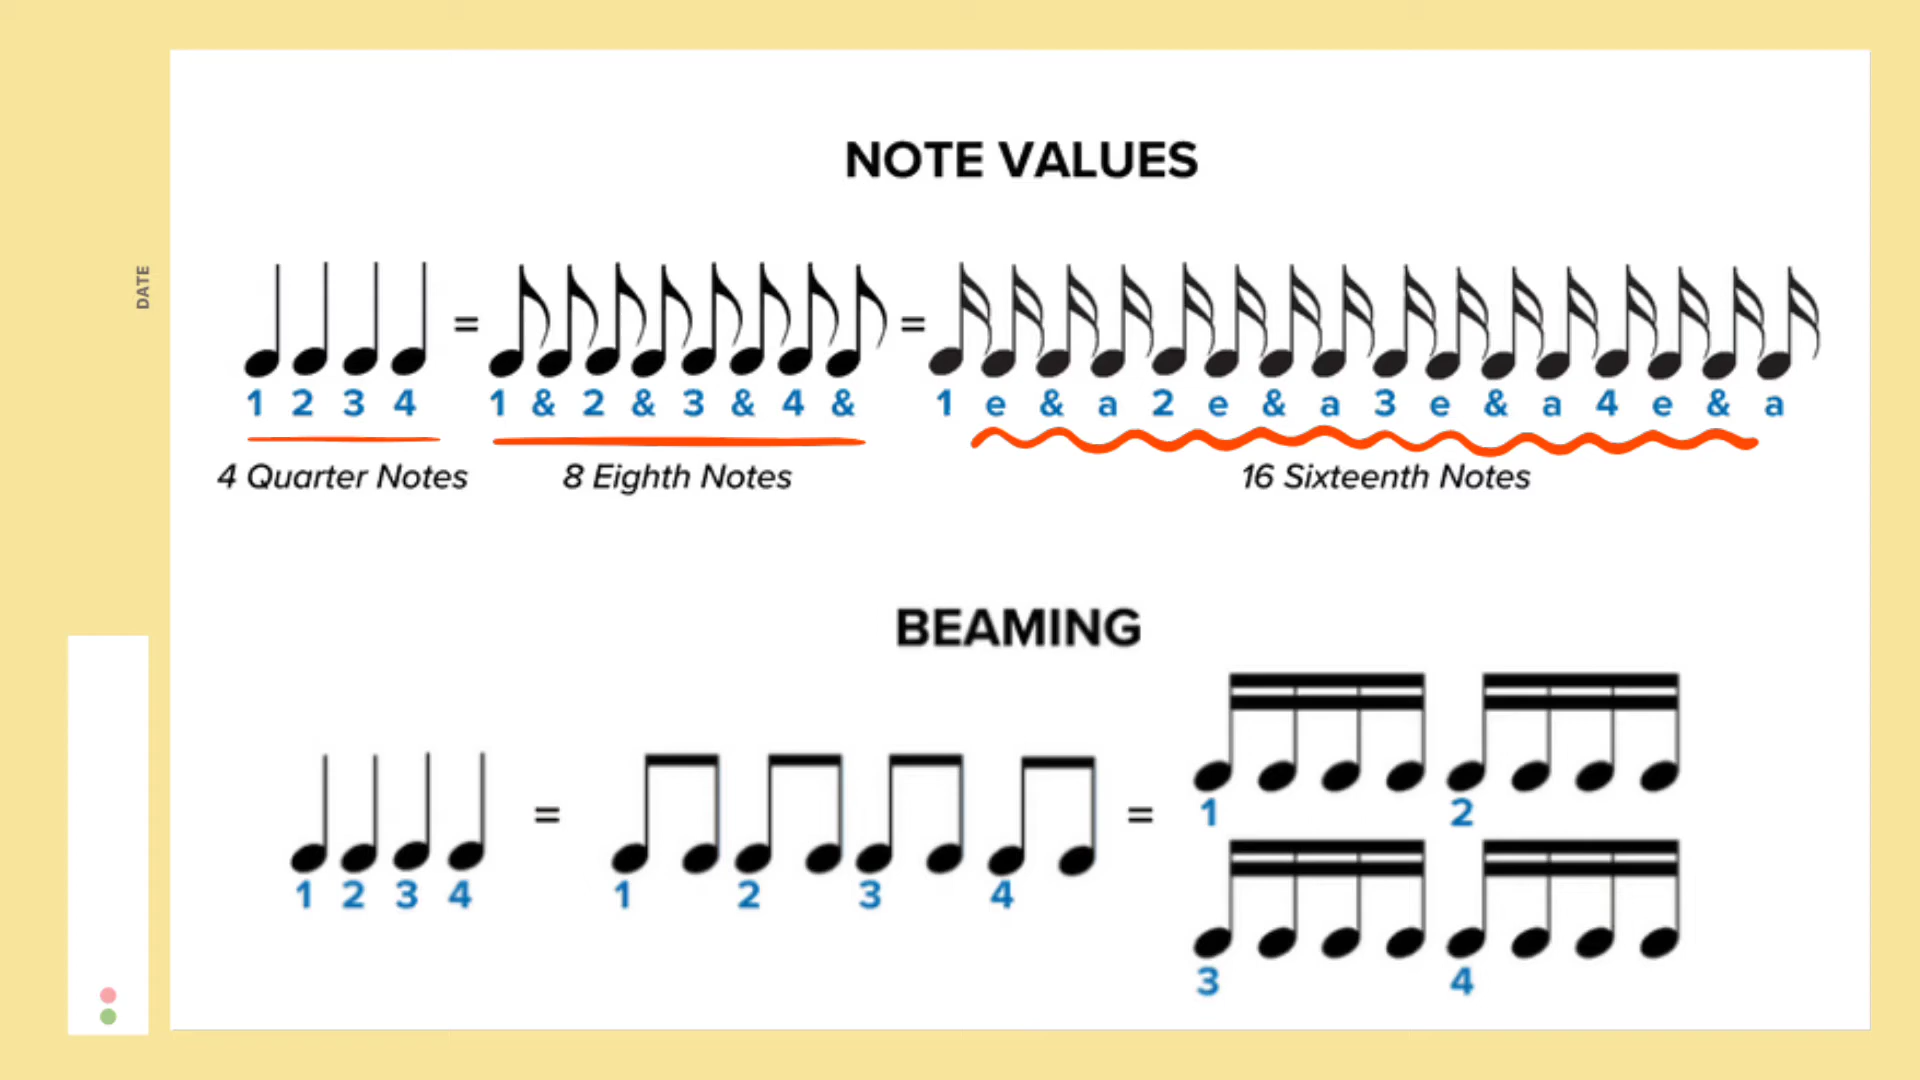 NOTE VALUES
DATE
= =
1 2 3 4 1 & 2 & 3 & 4 & 1 e & a 2 e & a 3 e & a 4 e & a
4 Quarter Notes 8 Eighth Notes 16 Sixteenth Notes
BEAMING
= =
1 2
1 2 3 4 1 2 3 4
3 4